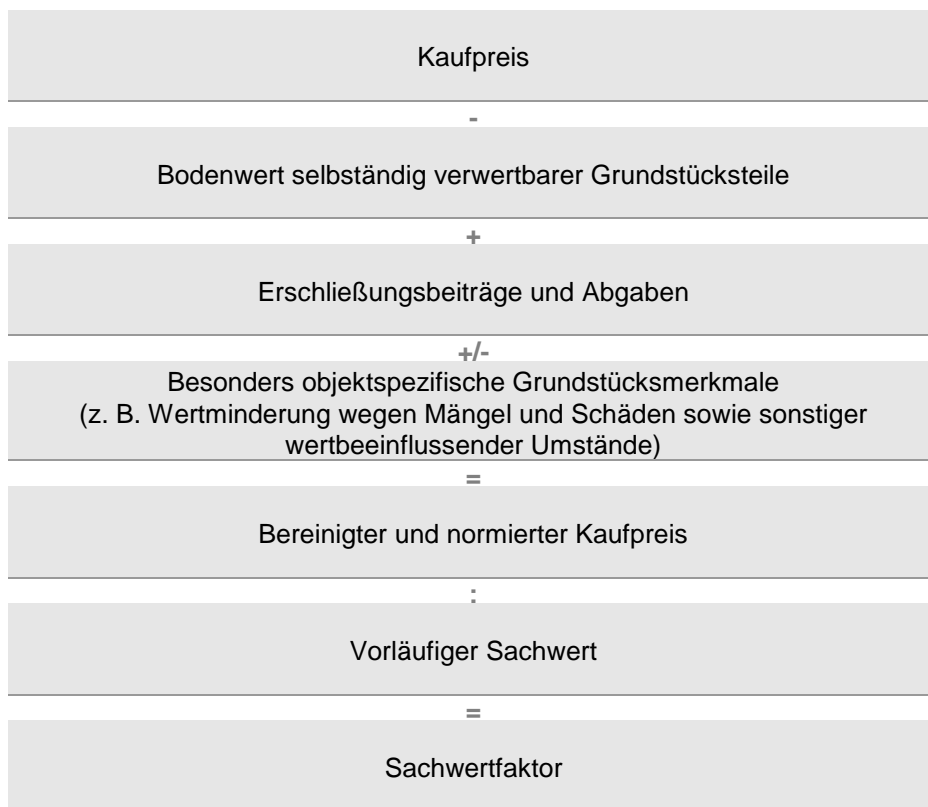 Kaufpreis
-
Bodenwert selbständig verwertbarer Grundstücksteile
+
Erschließungsbeiträge und Abgaben
+/-
Besonders objektspezifische Grundstücksmerkmale
(z. B. Wertminderung wegen Mängel und Schäden sowie sonstiger
wertbeeinflussender Umstände)
=
Bereinigter und normierter Kaufpreis
:
Vorläufiger Sachwert
=
Sachwertfaktor